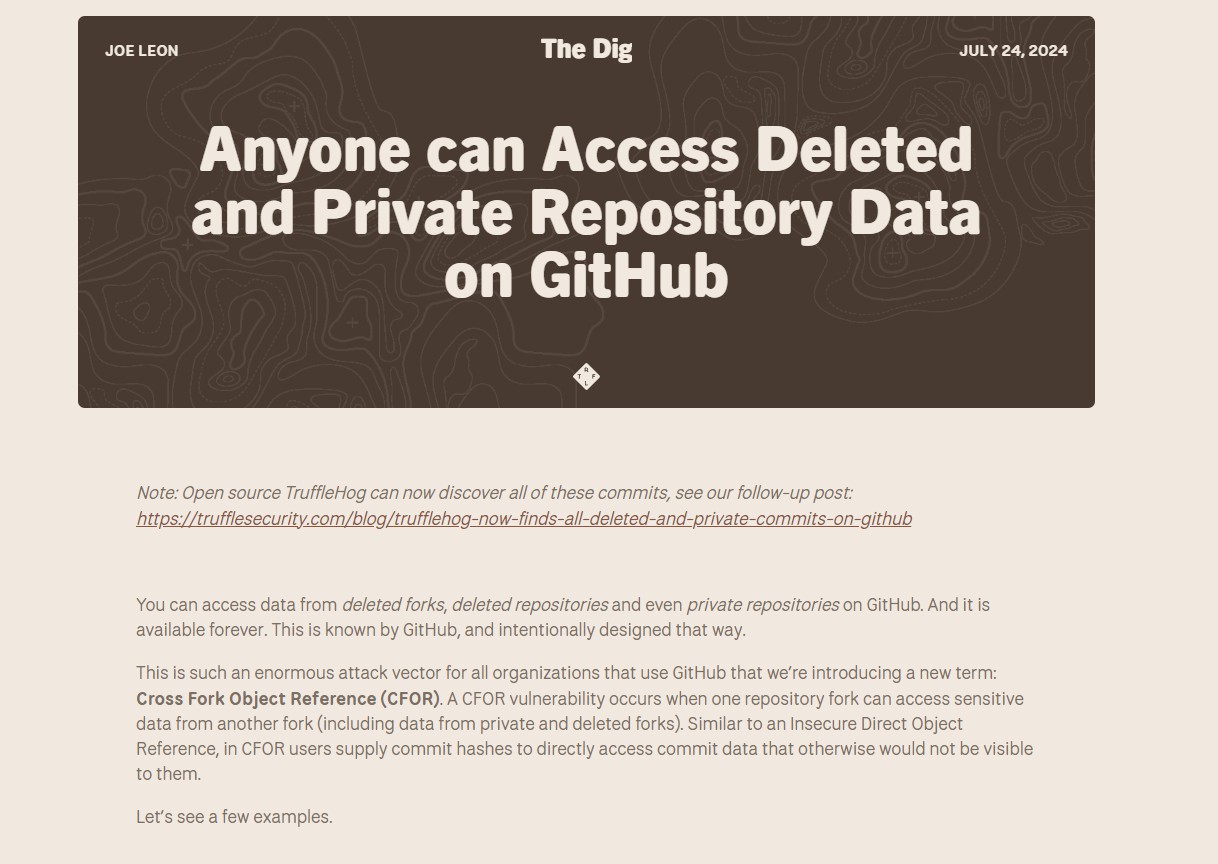 JOE LEON
The Dig
JULY 24, 2024
Anyone can Access Deleted
and Private Repository Data
on GitHub
R
T F
L
Note: Open source TruffleHog can now discover all of these commits, see our follow-up post:
https://trufflesecurity.com/blog/trufflehog-now-finds-all-deleted-and-private-commits-on-github
You can access data from deleted forks, deleted repositories and even private repositories on GitHub. And it is
available forever. This is known by GitHub, and intentionally designed that way.
This is such an enormous attack vector for all organizations that use GitHub that we’re introducing a new term:
Cross Fork Object Reference (CFOR). A CFOR vulnerability occurs when one repository fork can access sensitive
data from another fork (including data from private and deleted forks). Similar to an Insecure Direct Object
Reference, in CFOR users supply commit hashes to directly access commit data that otherwise would not be visible
to them.
Let’s see a few examples.